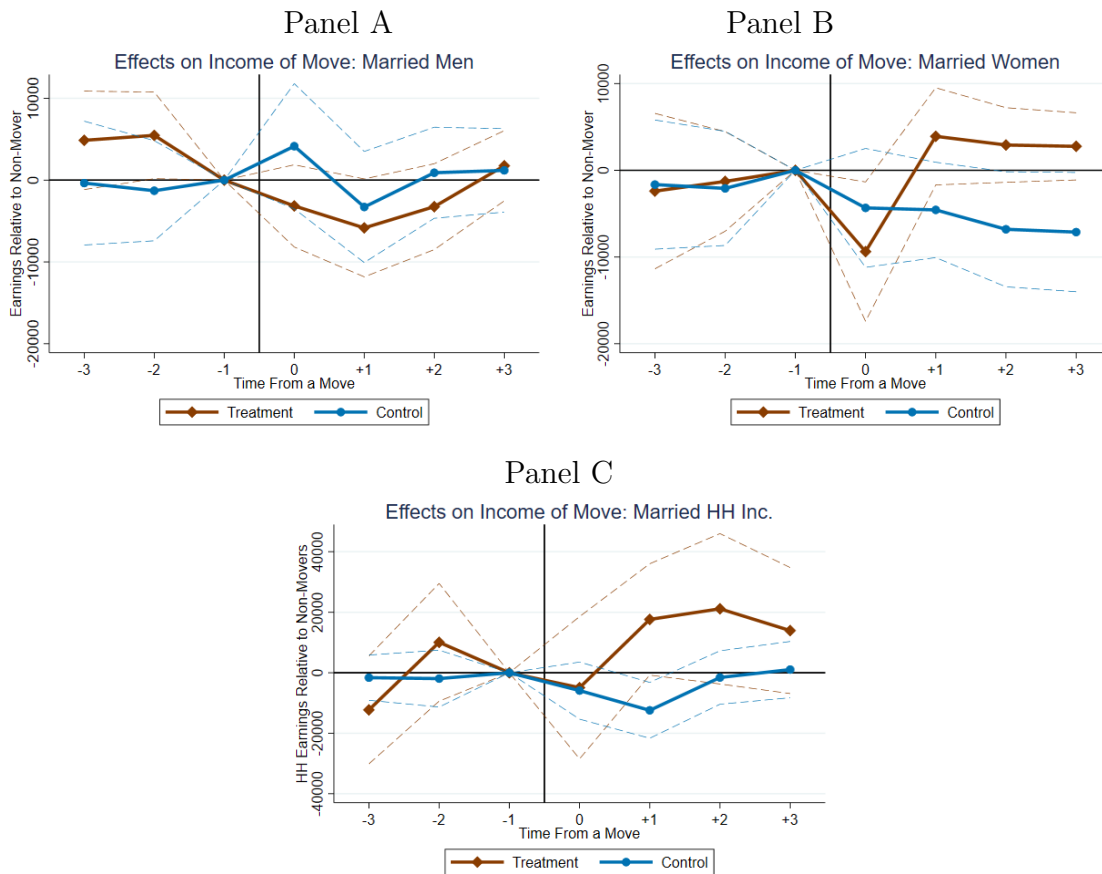 Panel A
Effects on Income of Move: Married Men
Earnings Relative to Non-Mover
10000
0
-10000
-20000
-3 -2 -1 0 +1 +2 +3
Time From a Move
Treatment Control
Panel B
Effects on Income of Move: Married Women
Earnings Relative to Non-Mover
10000
0
-10000
-20000
-3 -2 -1 0 +1 +2 +3
Time From a Move
Treatment Control
Panel C
Effects on Income of Move: Married HH Inc.
HH Earnings Relative to Non-Movers
40000
20000
0
-20000
-40000
-3 -2 -1 0 +1 +2 +3
Time From a Move
Treatment Control